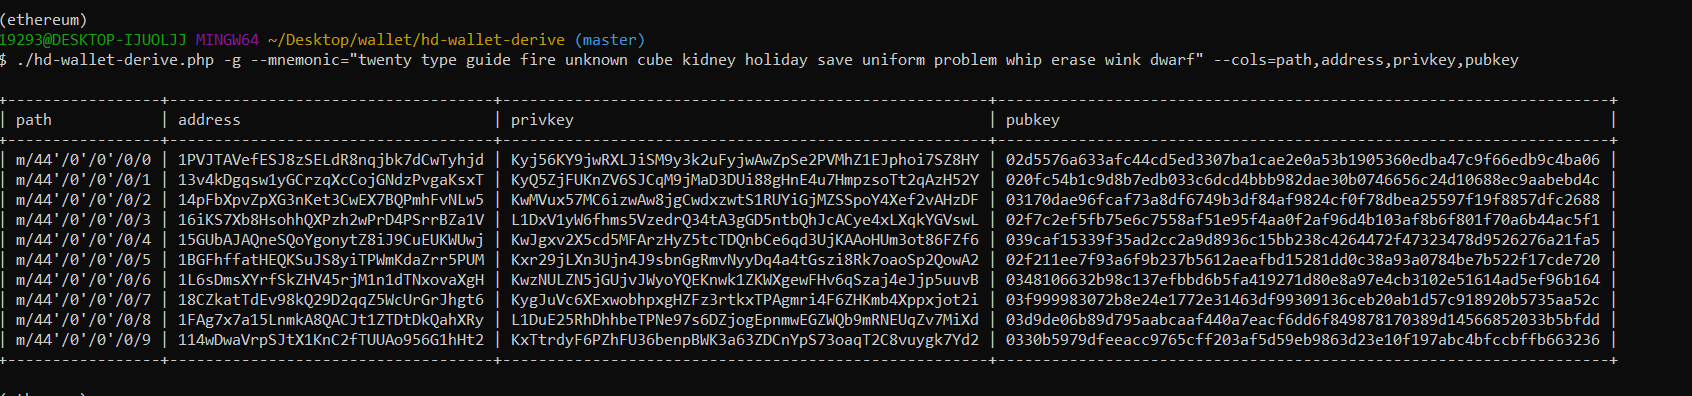 (ethereum)
19293@DESKTOP-IJUOLJJ MINGW64 ~/Desktop/wallet/hd-wallet-derive (master)
$ ./hd-wallet-derive.php -g --mnemonic="twenty type guide fire unknown cube kidney holiday save uniform problem whip erase wink dwarf" --cols=path,address,privkey,pubkey
+-----------------+------------------------------------+------------------------------------------------------+--------------------------------------------------------------------+
| path            | address                            | privkey                                              | pubkey                                                             |
+-----------------+------------------------------------+------------------------------------------------------+--------------------------------------------------------------------+
| m/44'/0'/0'/0/0 | 1PVJTAVefESJ8zSELdR8nqjbk7dCwTyhjd | Kyj56KY9jwRXLJiSM9y3k2uFyjwAwZpSe2PVMhZ1EJphoi7SZ8HY | 02d5576a633afc44cd5ed3307ba1cae2e0a53b1905360edba47c9f66edb9c4ba06 |
| m/44'/0'/0'/0/1 | 13v4kDgqsw1yGCrzqXcCojGNdzPvgaKsxT | KyQ5ZjFUKnZV6SJCqM9jMaD3DUi88gHnE4u7HmpzsoTt2qAzH52Y | 020fc54b1c9d8b7edb033c6dcd4bbb982dae30b0746656c24d10688ec9aabebd4c |
| m/44'/0'/0'/0/2 | 14pFbXpvZpXG3nKet3CwEX7BQPmhFvNLw5 | KwMVux57MC6izwAw8jgCwdxzwtS1RUYiGjMZSSpoY4Xef2vAHzDF | 03170dae96fcaf73a8df6749b3df84af9824cf0f78dbea25597f19f8857dfc2688 |
| m/44'/0'/0'/0/3 | 16iKS7Xb8HsohhQXPzh2wPrD4PSrrBZa1V | L1DxV1yW6fhms5VzedrQ34tA3gGD5ntbQhJcACye4xLXqkYGVswL | 02f7c2ef5fb75e6c7558af51e95f4aa0f2af96d4b103af8b6f801f70a6b44ac5f1 |
| m/44'/0'/0'/0/4 | 15GUbAJAQneSQoYgonytZ8iJ9CuEUKWUwj | KwJgxv2X5cd5MFArzHyZ5tcTDQnbCe6qd3UjKAAoHUm3ot86FZf6 | 039caf15339f35ad2cc2a9d8936c15bb238c4264472f47323478d9526276a21fa5 |
| m/44'/0'/0'/0/5 | 1BGFhffatHEQKSuJS8yiTPWmKdaZrr5PUM | Kxr29jLXn3Ujn4J9sbnGgRmvNyyDq4a4tGszi8Rk7oaoSp2QowA2 | 02f211ee7f93a6f9b237b5612aeafbd15281dd0c38a93a0784be7b522f17cde720 |
| m/44'/0'/0'/0/6 | 1L6sDmsXYrfSkZHV45rjM1n1dTNxovaXgH | KwzNULZN5jGUjvJWyoYQEKnwk1ZKWXgewFHv6qSzaj4eJjp5uuvB | 0348106632b98c137efbbd6b5fa419271d80e8a97e4cb3102e51614ad5ef96b164 |
| m/44'/0'/0'/0/7 | 18CZkatTdEv98kQ29D2qqZ5WcUrGrJhgt6 | KygJuVc6XExwobhpxgHZFz3rtkxTPAgmri4F6ZHKmb4Xppxjot2i | 03f999983072b8e24e1772e31463df99309136ceb20ab1d57c918920b5735aa52c |
| m/44'/0'/0'/0/8 | 1FAg7x7a15LnmkA8QACJt1ZTDtDkQahXRy | L1DuE25RhDhhbeTPNe97s6DZjogEpnmwEGZWQb9mRNEUqZv7MiXd | 03d9de06b89d795aabcaaf440a7eacf6dd6f849878170389d14566852033b5bfdd |
| m/44'/0'/0'/0/9 | 114wDwaVrpSJtX1KnC2fTUUAo956G1hHt2 | KxTtrdyF6PZhFU36benpBWK3a63ZDCnYpS73oaqT2C8vuygk7Yd2 | 0330b5979dfeeacc9765cff203af5d59eb9863d23e10f197abc4bfccbffb663236 |
+-----------------+------------------------------------+------------------------------------------------------+--------------------------------------------------------------------+